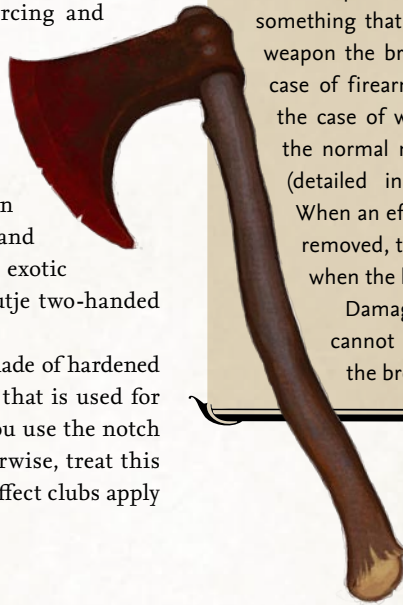 rcing and
n
and
exotic
utje two-handed
ade of hardened
that is used for
ou use the notch
rwise, treat this
ffect clubs apply
something that
weapon the br
case of firearr
the case of w
the normal r
(detailed in
When an ef
removed, t
when the
Damag
cannot
the br